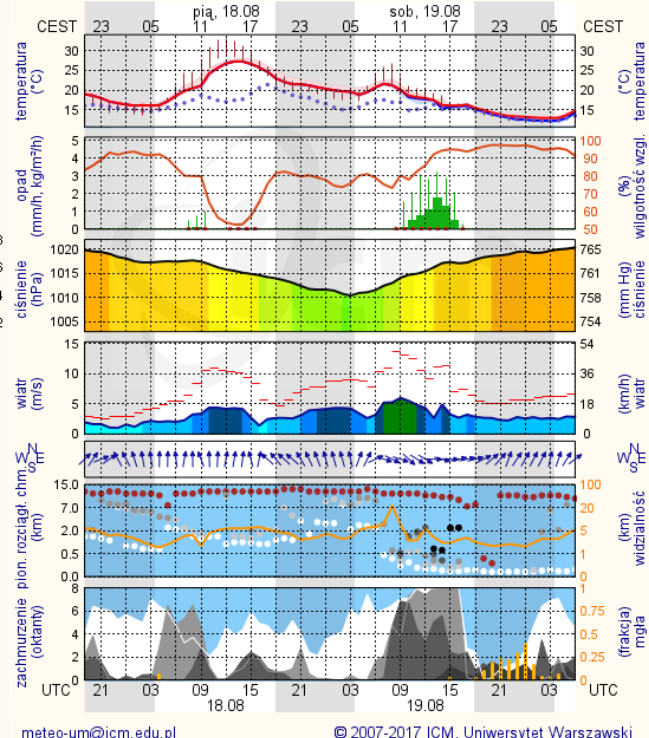 pią, 18.08 sob, 19.08
CEST 23 05 11 17 23 05 11 17 23 05 CEST
temperatura (°C) 30 25 20 15 30 25 20 15 temperatura (°C)
opad (mm/h, kg/m²/h) 5 4 3 2 1 0 100 90 80 70 60 50 wilgotność wzgl. (%)
ciśnienie (hPa) 1020 1015 1010 1005 765 761 758 754 ciśnienie (mm Hg)
wiatr (m/s) 15 10 5 0 54 36 18 0 wiatr (km/h)
N W E S N W E S
pion. rozciągł. chm. (km) 15.0 7.0 2.0 0.5 0.0 100 20 5 1 0 widzialność (km)
zachmurzenie (oktanty) 8 6 4 2 0 1 0.75 0.5 0.25 0 mgła (frakcja)
UTC 21 03 09 15 21 03 09 15 21 03 UTC
18.08 19.08
meteo-um@icm.edu.pl © 2007-2017 ICM, Uniwersytet Warszawski